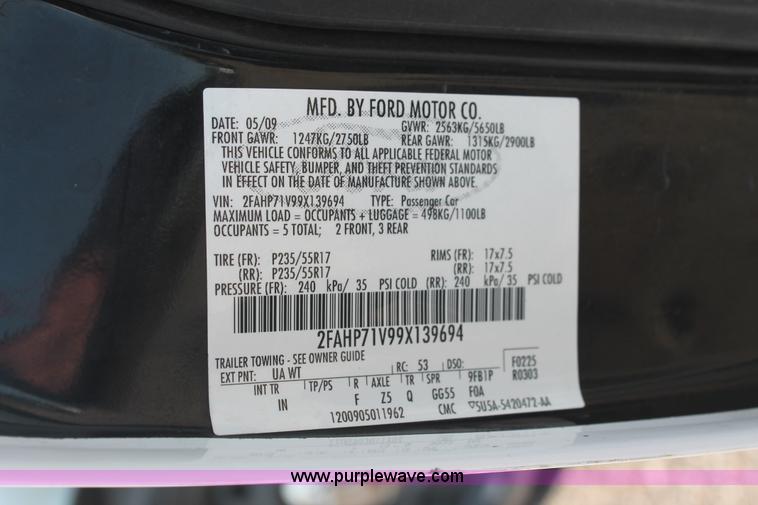 MFD. BY FORD MOTOR CO.
DATE: 05/09 GVWR: 2563KG/5650LB
FRONT GAWR: 1247KG/2750LB REAR GAWR: 1315KG/2900LB
THIS VEHICLE CONFORMS TO ALL APPLICABLE FEDERAL MOTOR
VEHICLE SAFETY, BUMPER, AND THEFT PREVENTION STANDARDS
IN EFFECT ON THE DATE OF MANUFACTURE SHOWN ABOVE.
VIN: 2FAHP71V99X139694 TYPE: Passenger Car
MAXIMUM LOAD = OCCUPANTS + LUGGAGE = 498KG/1100LB
OCCUPANTS = 5 TOTAL; 2 FRONT, 3 REAR
TIRE (FR): P235/55R17 RIMS (FR): 17x7.5
(RR): P235/55R17 (RR): 17x7.5
PRESSURE (FR): 240 kPa/ 35 PSI COLD (RR): 240 kPa/ 35 PSI COLD
2FAHP71V99X139694
TRAILER TOWING - SEE OWNER GUIDE
EXT PNT: UA WT RC: 53 DSO: F0225
INT TR TP/PS R AXLE TR SPR 9FB1P R0303
IN F Z5 Q GG55 FOA
1200905011962 CMC ▽5U5A-5420472-AA
www.purplewave.com